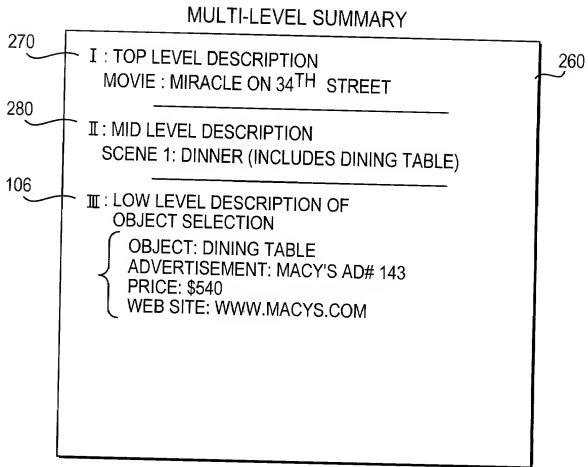 MULTI-LEVEL SUMMARY
270
I : TOP LEVEL DESCRIPTION
260
MOVIE : MIRACLE ON 34TH STREET
280
II : MID LEVEL DESCRIPTION
SCENE 1: DINNER (INCLUDES DINING TABLE)
106
III : LOW LEVEL DESCRIPTION OF
OBJECT SELECTION
OBJECT: DINING TABLE
ADVERTISEMENT: MACY'S AD# 143
PRICE: $540
WEB SITE: WWW.MACYS.COM